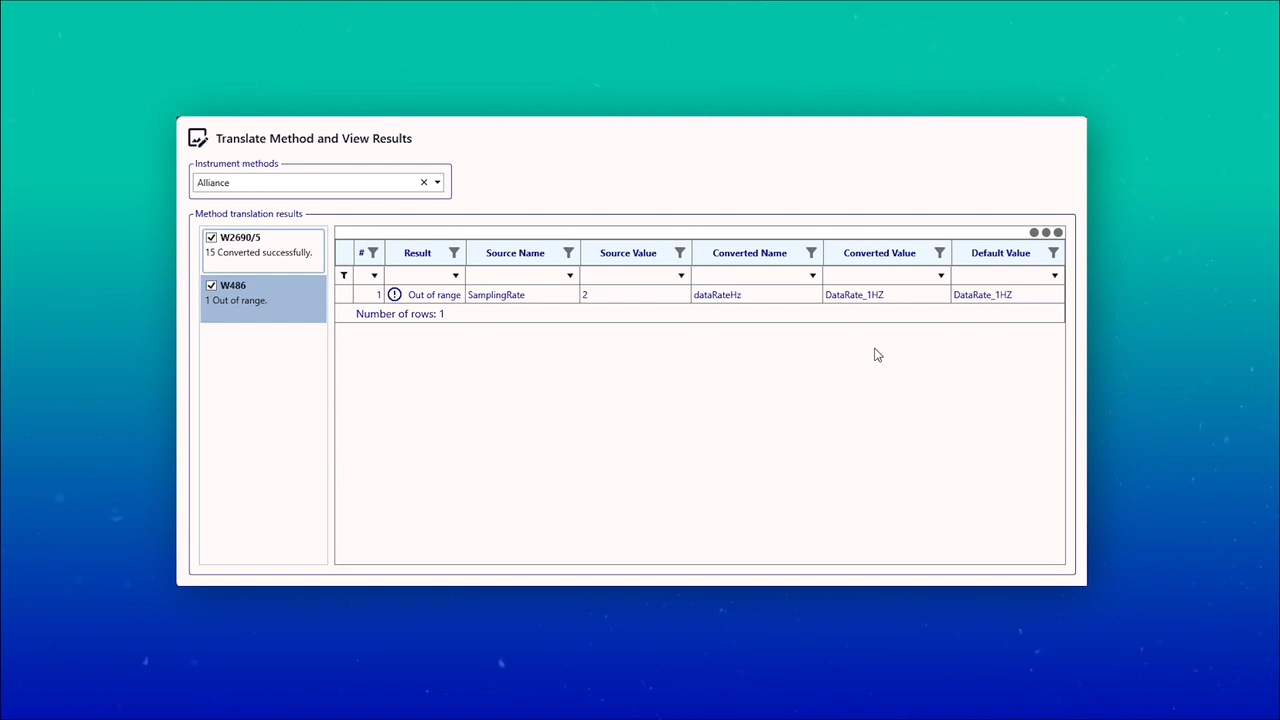 Translate Method and View Results
Instrument methods
Alliance
Method translation results
W2690/5
15 Converted successfully.
W486
1 Out of range.
# Result Source Name Source Value Converted Name Converted Value Default Value
1 Out of range SamplingRate 2 dataRateHz DataRate_1HZ DataRate_1HZ
Number of rows: 1